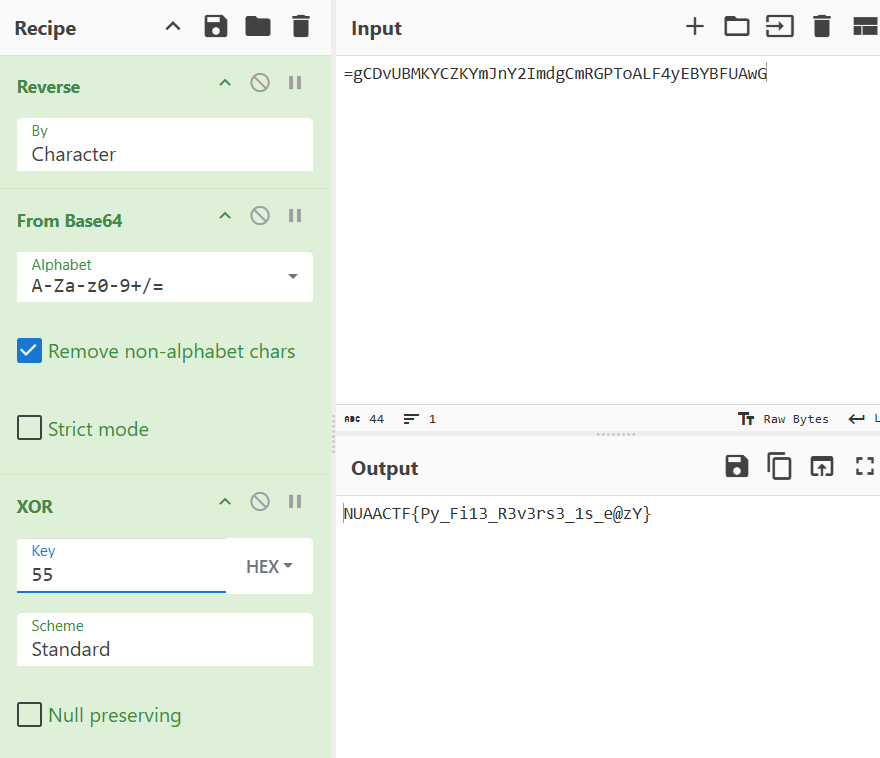 Recipe
Reverse
By
Character
From Base64
Alphabet
A-Za-z0-9+/=
Remove non-alphabet chars
Strict mode
XOR
Key
55
HEX
Scheme
Standard
Null preserving
Input
=gCDvUBMKYCZKYmJnY2ImdgCmRGPToALF4yEBYBFUAwG
ABC 44 1
Tt Raw Bytes L
Output
NUAACTF{Py_Fi13_R3v3rs3_1s_e@zY}